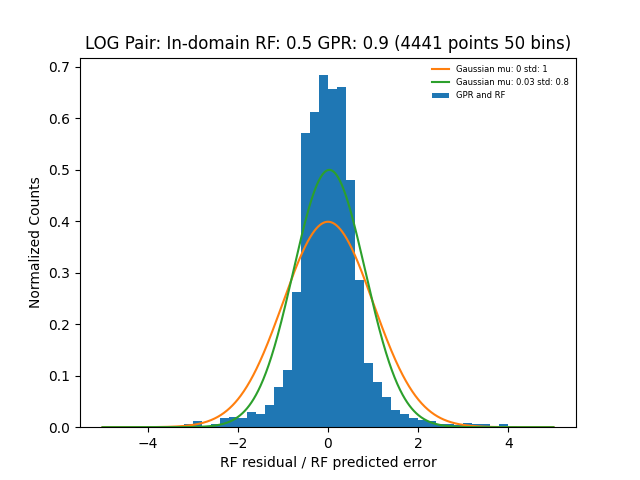 LOG Pair: In-domain RF: 0.5 GPR: 0.9 (4441 points 50 bins)
Gaussian mu: 0 std: 1
Gaussian mu: 0.03 std: 0.8
GPR and RF
Normalized Counts
0.7
0.6
0.5
0.4
0.3
0.2
0.1
0.0
−4 −2 0 2 4
RF residual / RF predicted error